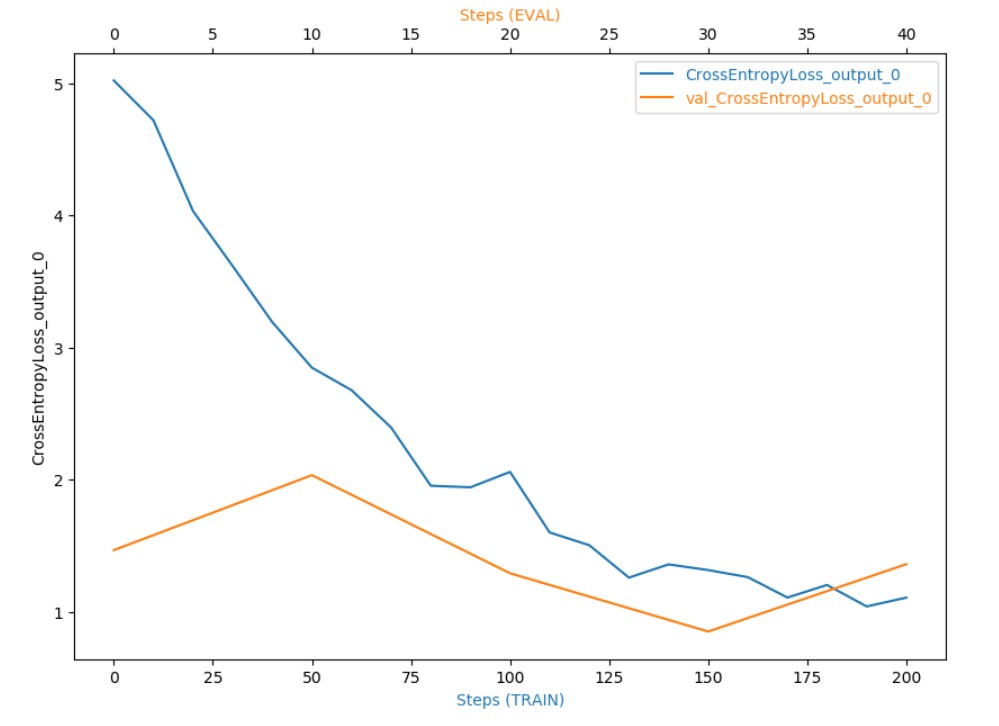 Steps (EVAL)
0 5 10 15 20 25 30 35 40
CrossEntropyLoss_output_0
val_CrossEntropyLoss_output_0
5
4
3
2
1
CrossEntropyLoss_output_0
0 25 50 75 100 125 150 175 200
Steps (TRAIN)